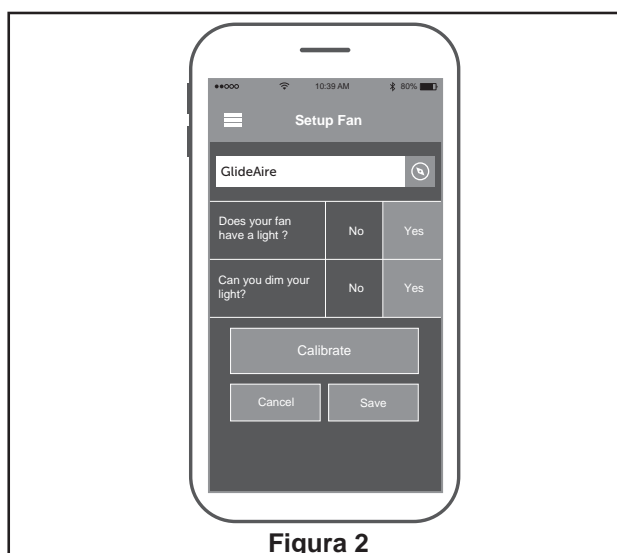 10:39 AM 80%
Setup Fan
GlideAire
Does your fan
have a light ?
No Yes
Can you dim your
light?
No Yes
Calibrate
Cancel Save
Figura 2